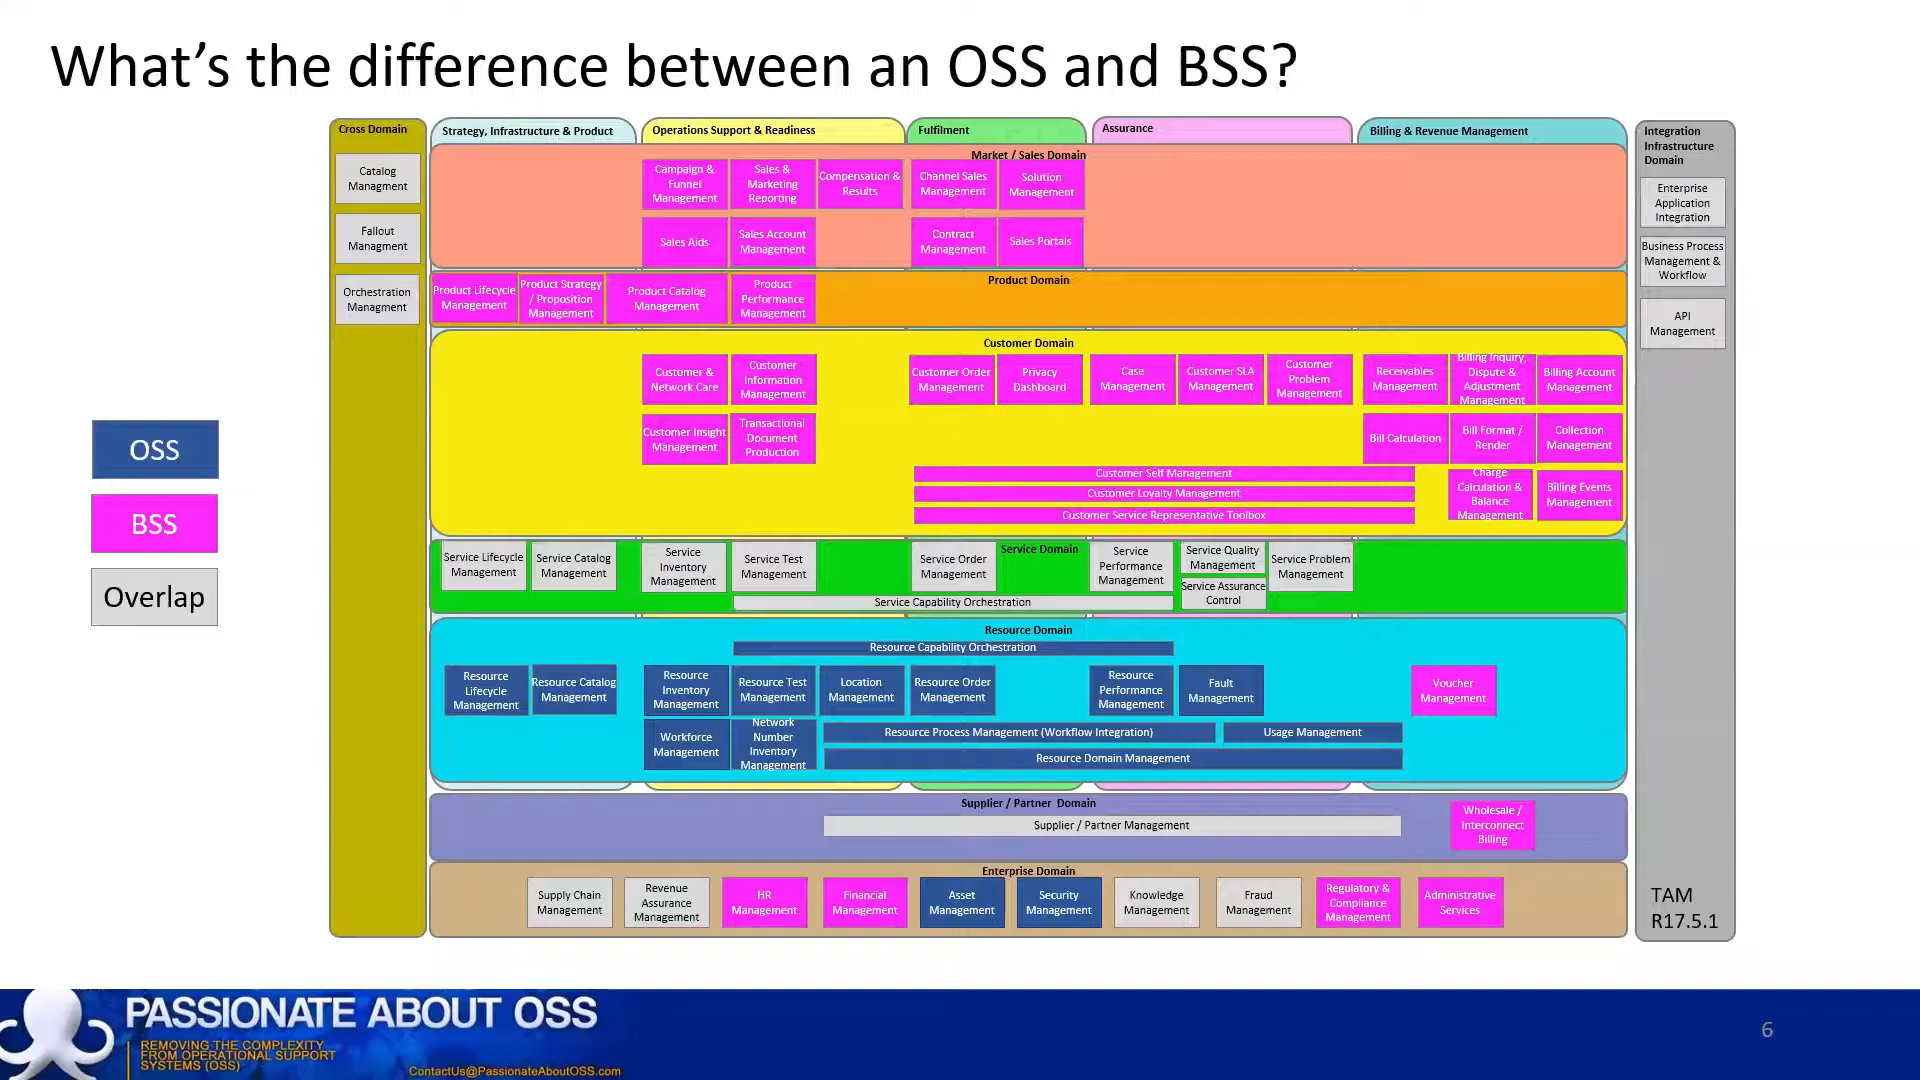 What's the difference between an OSS and BSS?
Cross Domain
Strategy, Infrastructure & Product
Operations Support & Readiness
Fulfilment
Assurance
Billing & Revenue Management
Integration
Infrastructure
Domain
Catalog
Managment
Fallout
Managment
Orchestration
Managment
Enterprise
Application
Integration
Business Process
Management &
Workflow
API
Management
Market / Sales Domain
Campaign &
Funnel
Management
Sales &
Marketing
Reporting
Compensation &
Results
Channel Sales
Management
Solution
Management
Sales Aids
Sales Account
Management
Contract
Management
Sales Portals
Product Domain
Product Lifecycle
Management
Product Strategy
/ Proposition
Management
Product Catalog
Management
Product
Performance
Management
Customer Domain
Customer &
Network Care
Customer
Information
Management
Customer Order
Management
Privacy
Dashboard
Case
Management
Customer SLA
Management
Customer
Problem
Management
Receivables
Management
Billing Inquiry,
Dispute &
Adjustment
Management
Billing Account
Management
Customer Insight
Management
Transactional
Document
Production
Bill Calculation
Bill Format /
Render
Collection
Management
Customer Self Management
Customer Loyalty Management
Customer Service Representative Toolbox
Charge
Calculation &
Balance
Management
Billing Events
Management
OSS
BSS
Overlap
Service Domain
Service Lifecycle
Management
Service Catalog
Management
Service
Inventory
Management
Service Test
Management
Service Order
Management
Service
Performance
Management
Service Quality
Management
Service Assurance
Control
Service Problem
Management
Service Capability Orchestration
Resource Domain
Resource Capability Orchestration
Resource
Lifecycle
Management
Resource Catalog
Management
Resource
Inventory
Management
Resource Test
Management
Location
Management
Resource Order
Management
Resource
Performance
Management
Fault
Management
Voucher
Management
Workforce
Management
Network
Number
Inventory
Management
Resource Process Management (Workflow Integration)
Usage Management
Resource Domain Management
Supplier / Partner Domain
Supplier / Partner Management
Wholesale /
Interconnect
Billing
Enterprise Domain
Supply Chain
Management
Revenue
Assurance
Management
HR
Management
Financial
Management
Asset
Management
Security
Management
Knowledge
Management
Fraud
Management
Regulatory &
Compliance
Management
Administrative
Services
TAM
R17.5.1
PASSIONATE ABOUT OSS
REMOVING THE COMPLEXITY
FROM OPERATIONAL SUPPORT
SYSTEMS (OSS)
ContactUs@PassionateAboutOSS.com
6